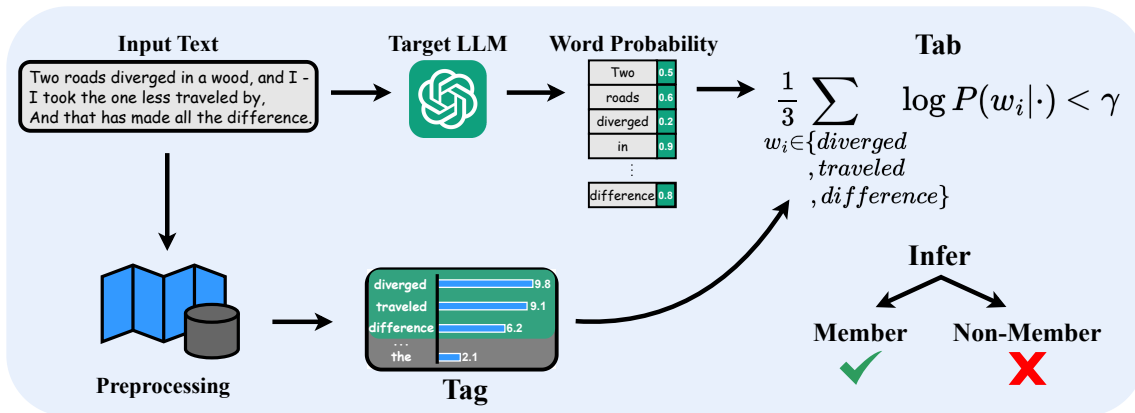 Input Text
Two roads diverged in a wood, and I -
I took the one less traveled by,
And that has made all the difference.
Target LLM
Word Probability
Two 0.5
roads 0.6
diverged 0.2
in 0.9
⋮
difference 0.8
Tab
1/3 ∑ log P(w_i|·) < γ
w_i∈{diverged
,traveled
,difference}
Preprocessing
diverged 9.8
traveled 9.1
difference 6.2
...
the 2.1
Tag
Infer
Member
Non-Member